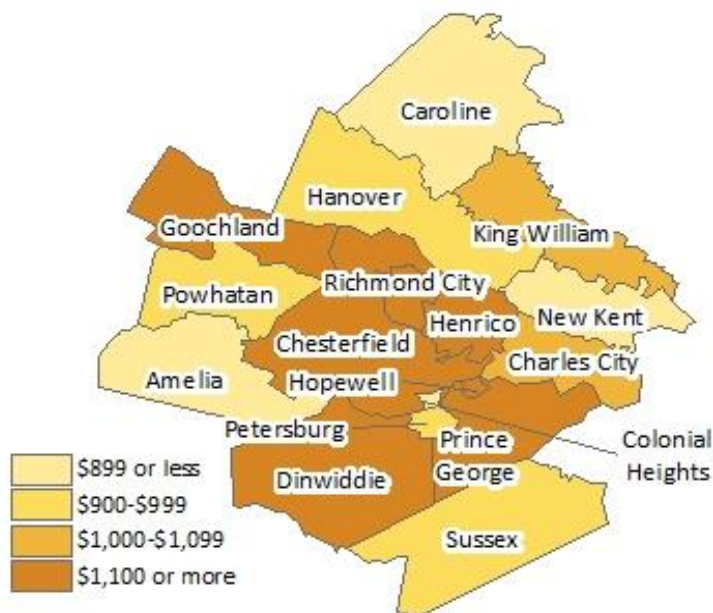 Caroline
Hanover
Goochland
King William
Richmond City
Powhatan
Henrico
New Kent
Chesterfield
Charles City
Amelia
Hopewell
Petersburg
Prince
George
Colonial
Heights
Dinwiddie
Sussex
$899 or less
$900-$999
$1,000-$1,099
$1,100 or more